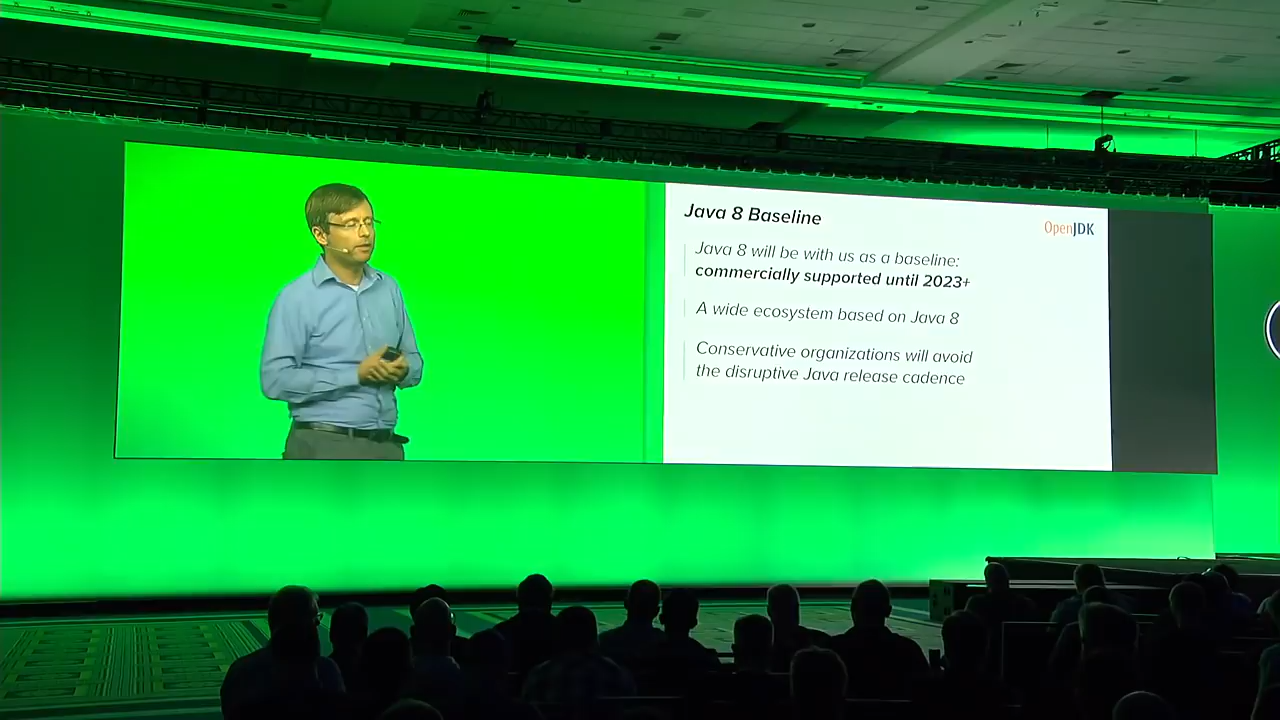 Java 8 Baseline
OpenJDK
Java 8 will be with us as a baseline:
commercially supported until 2023+
A wide ecosystem based on Java 8
Conservative organizations will avoid
the disruptive Java release cadence